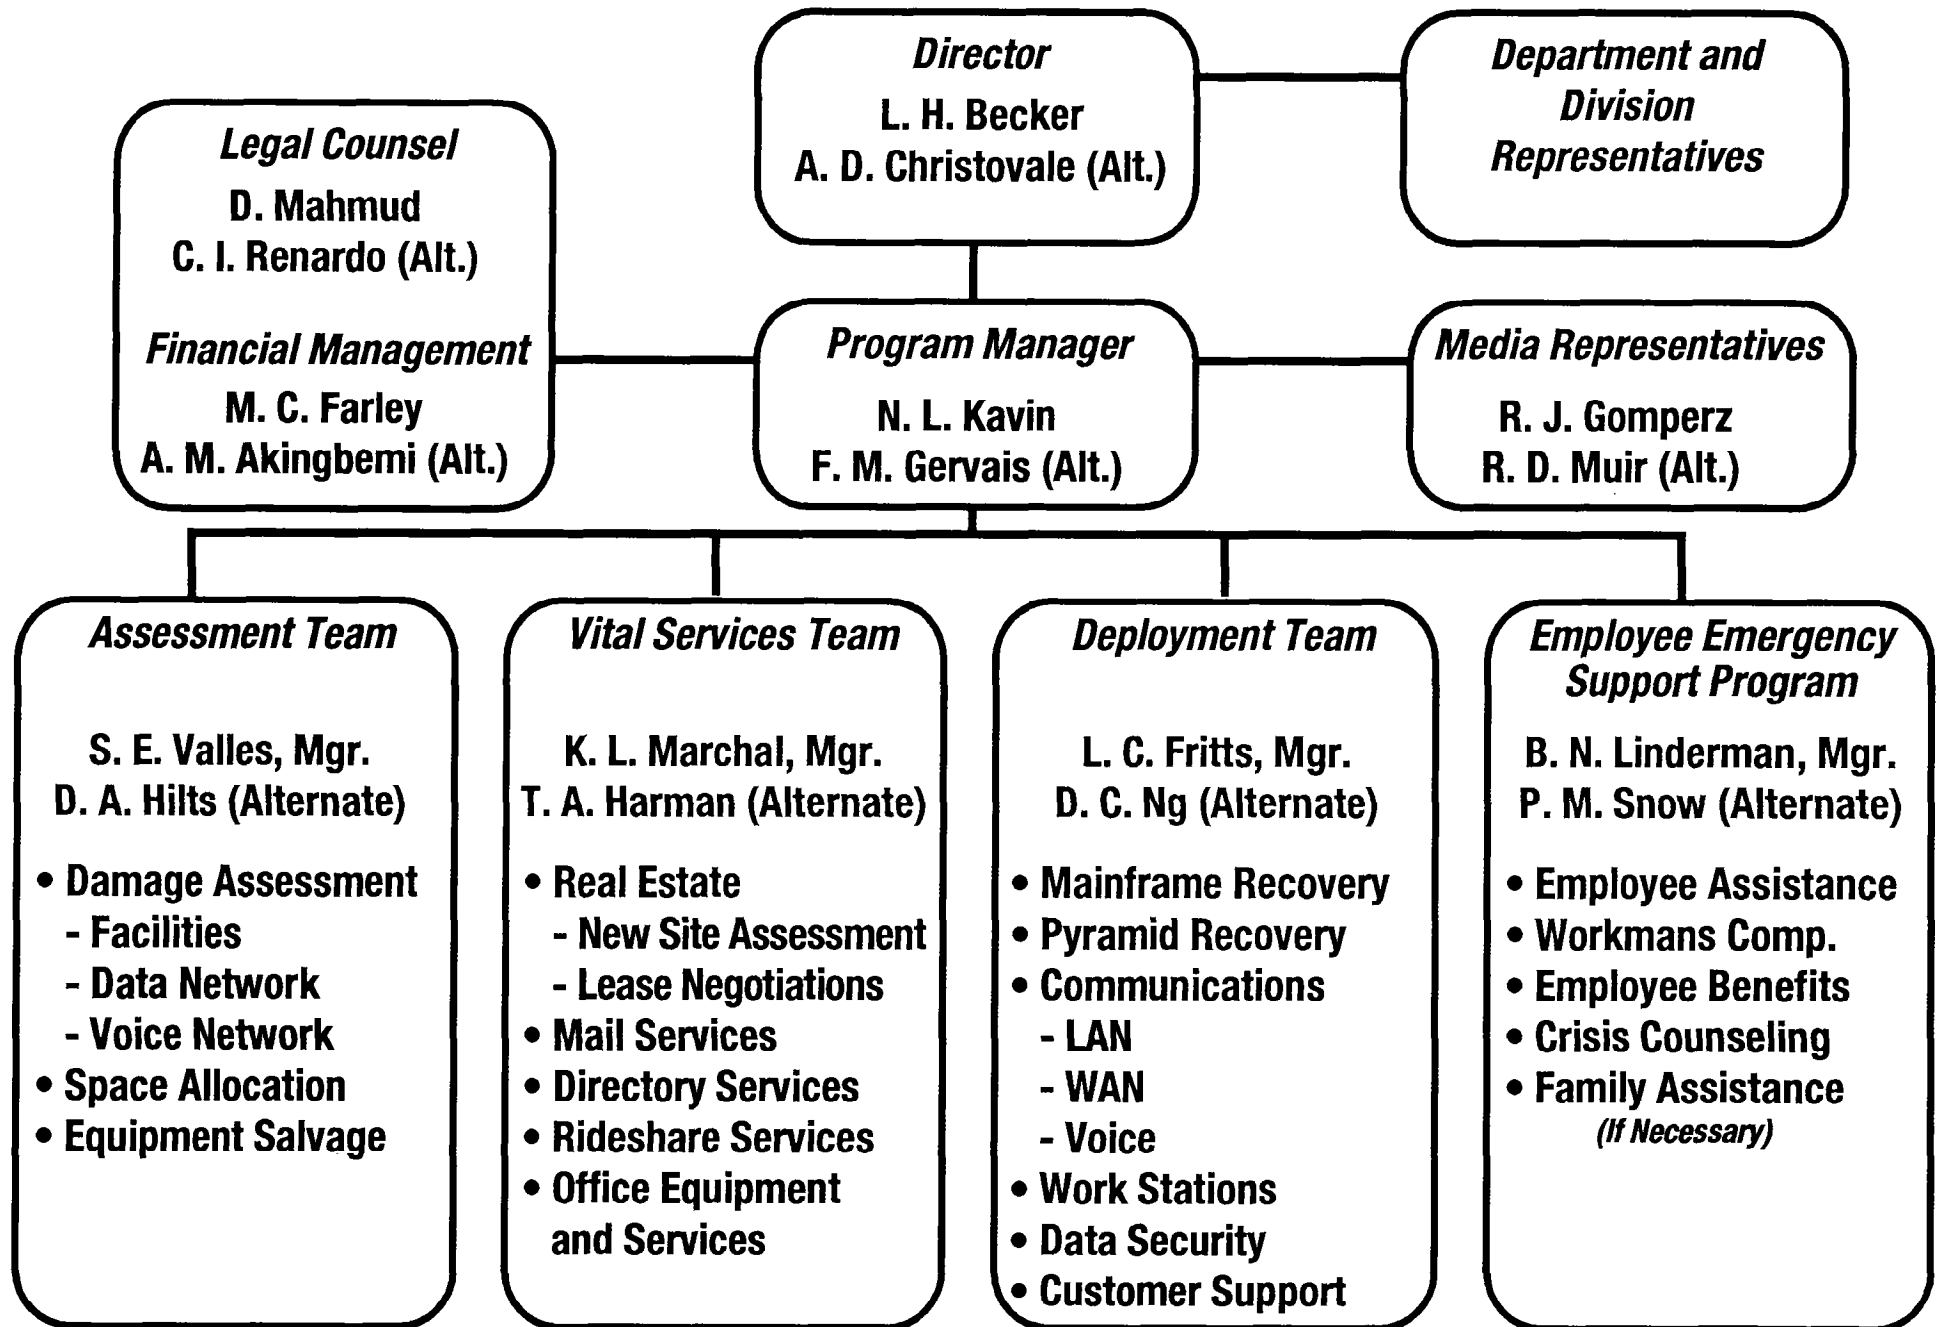 Director
L. H. Becker
A. D. Christovale (Alt.)
Department and
Division
Representatives
Legal Counsel
D. Mahmud
C. I. Renardo (Alt.)
Financial Management
M. C. Farley
A. M. Akingbemi (Alt.)
Program Manager
N. L. Kavin
F. M. Gervais (Alt.)
Media Representatives
R. J. Gomperz
R. D. Muir (Alt.)
Assessment Team
S. E. Valles, Mgr.
D. A. Hilts (Alternate)
• Damage Assessment
- Facilities
- Data Network
- Voice Network
• Space Allocation
• Equipment Salvage
Vital Services Team
K. L. Marchal, Mgr.
T. A. Harman (Alternate)
• Real Estate
- New Site Assessment
- Lease Negotiations
• Mail Services
• Directory Services
• Rideshare Services
• Office Equipment
and Services
Deployment Team
L. C. Fritts, Mgr.
D. C. Ng (Alternate)
• Mainframe Recovery
• Pyramid Recovery
• Communications
- LAN
- WAN
- Voice
• Work Stations
• Data Security
• Customer Support
Employee Emergency
Support Program
B. N. Linderman, Mgr.
P. M. Snow (Alternate)
• Employee Assistance
• Workmans Comp.
• Employee Benefits
• Crisis Counseling
• Family Assistance
(If Necessary)